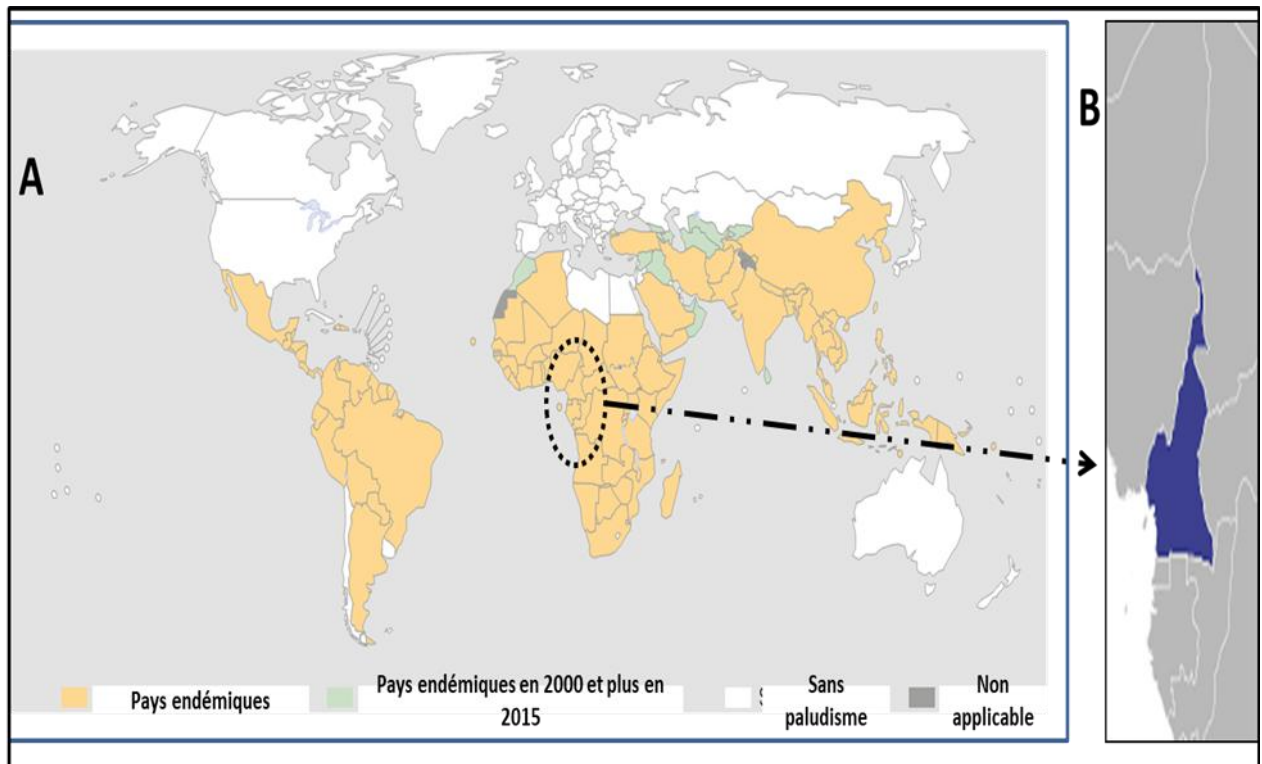 A
B
Pays endémiques
Pays endémiques en 2000 et plus en
2015
Sans
paludisme
Non
applicable